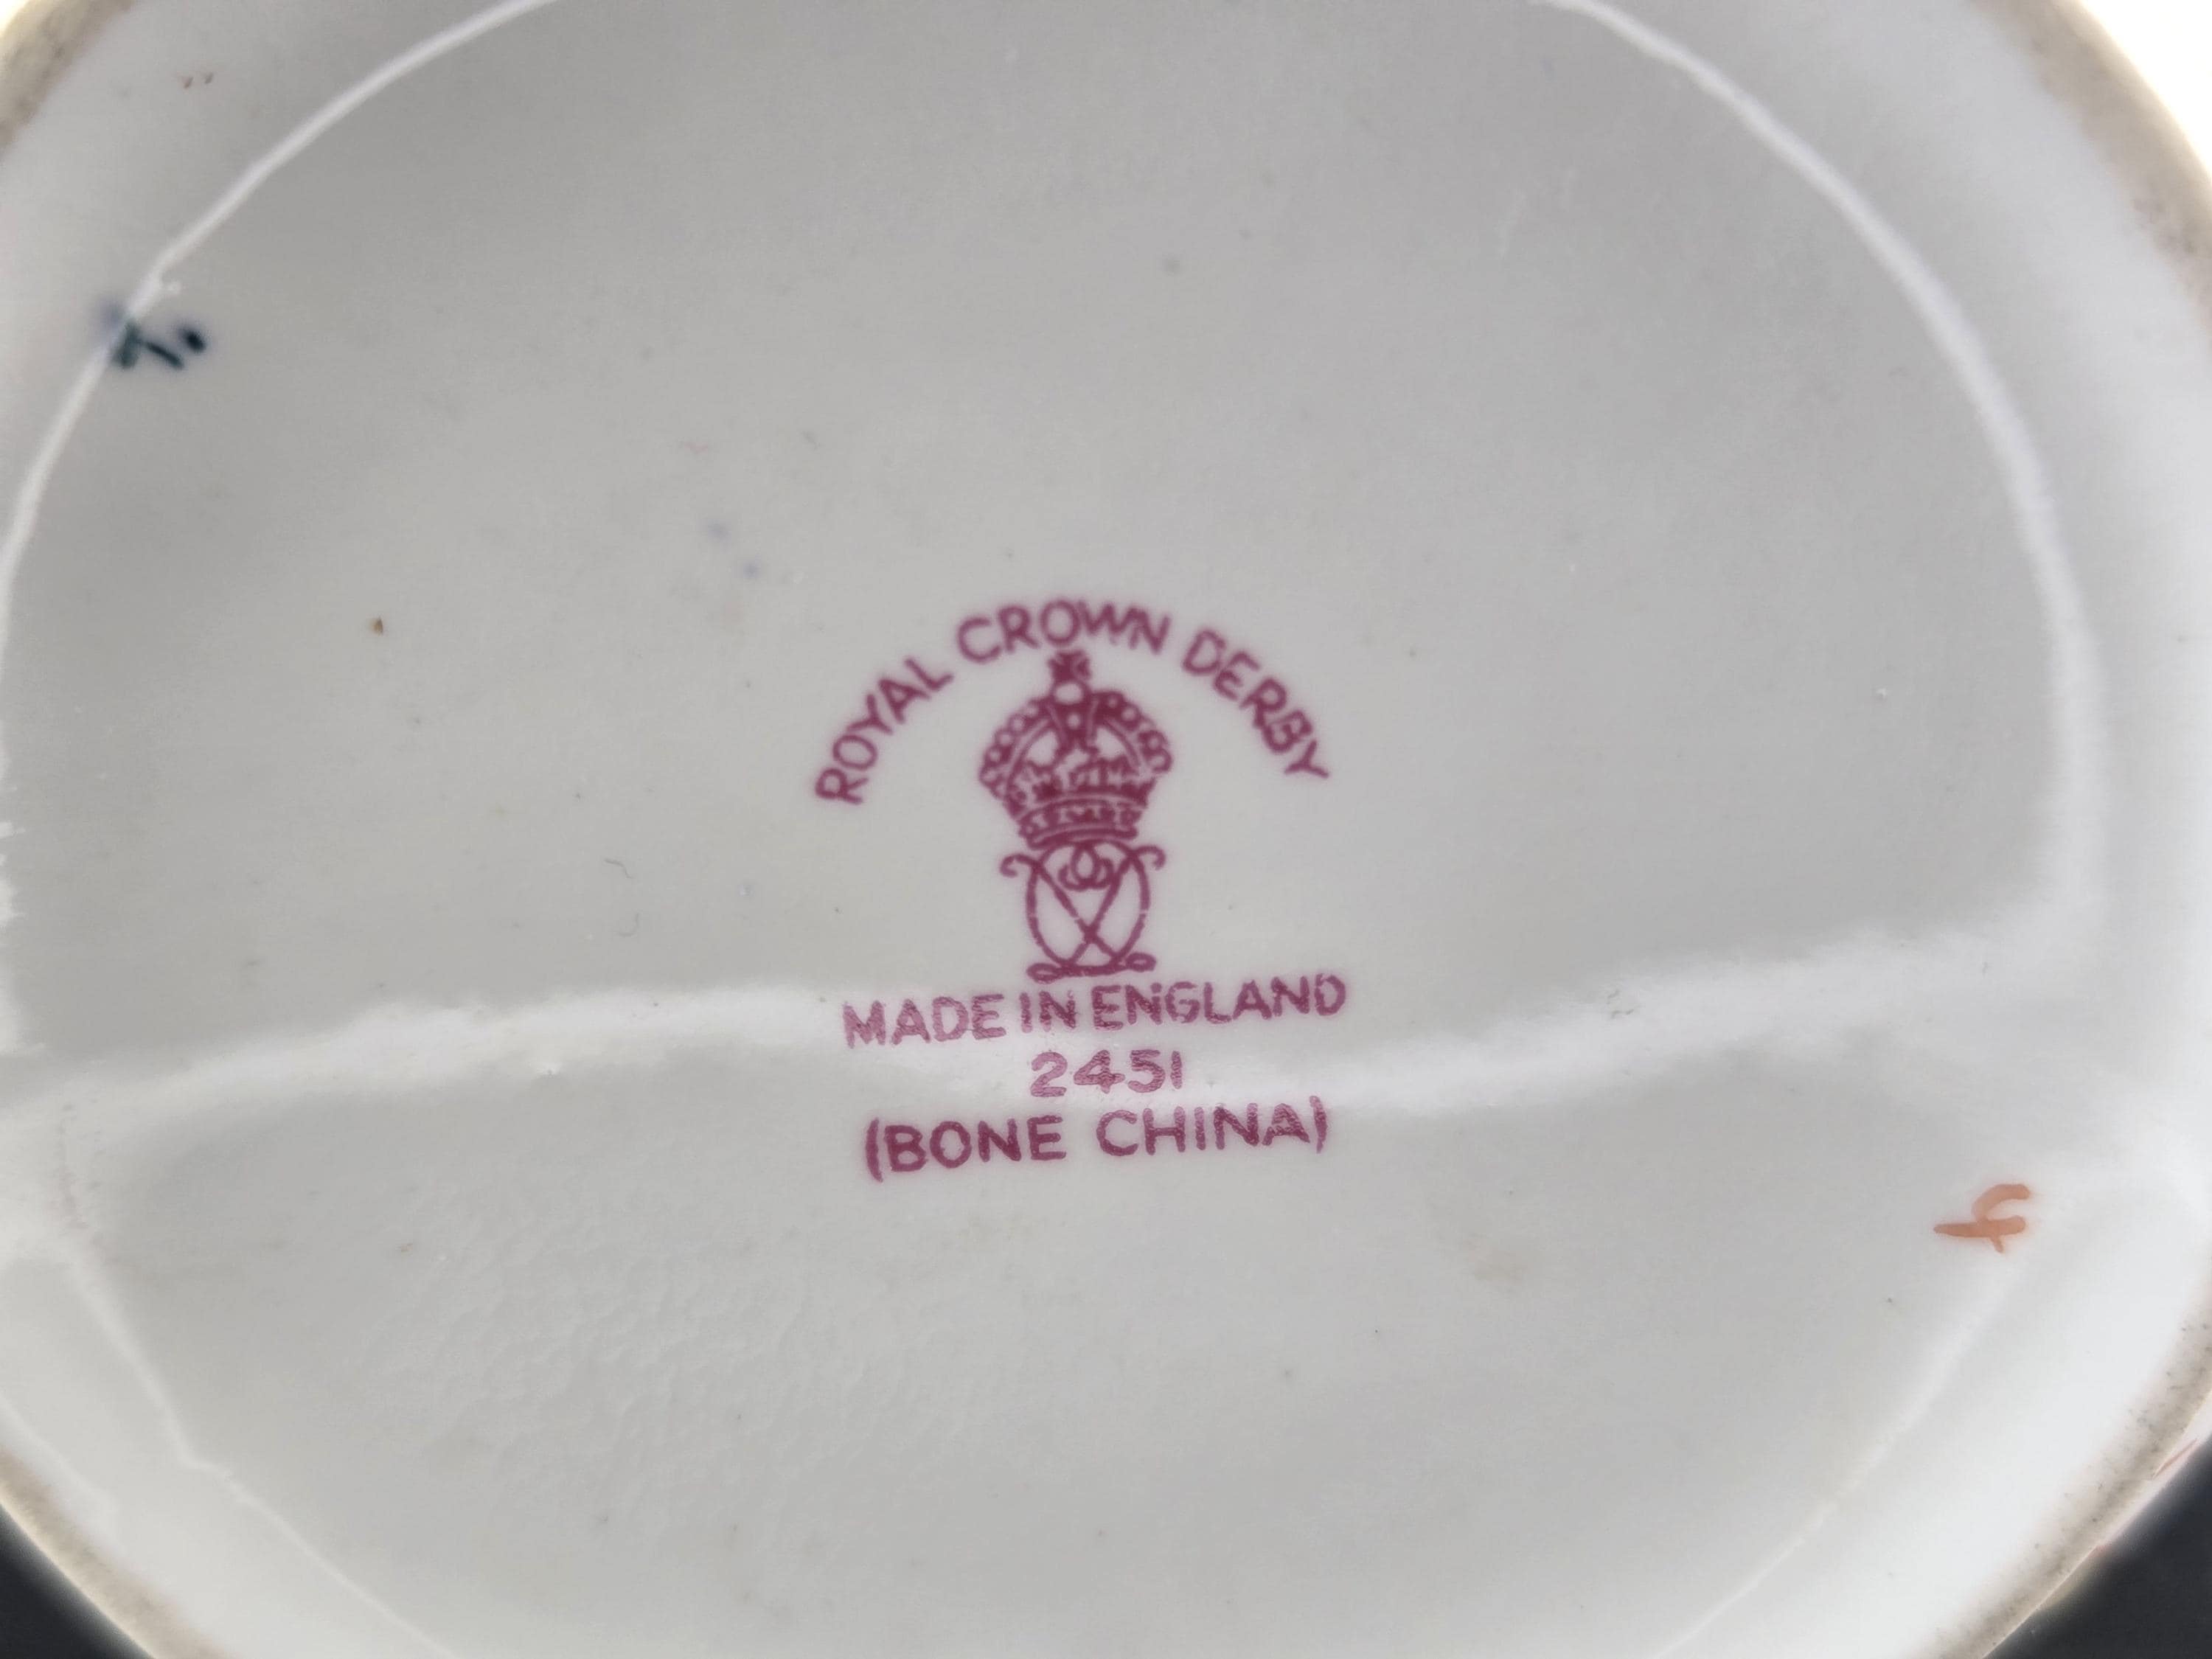 ROYAL CROWN DERBY
MADE IN ENGLAND
2451
(BONE CHINA)